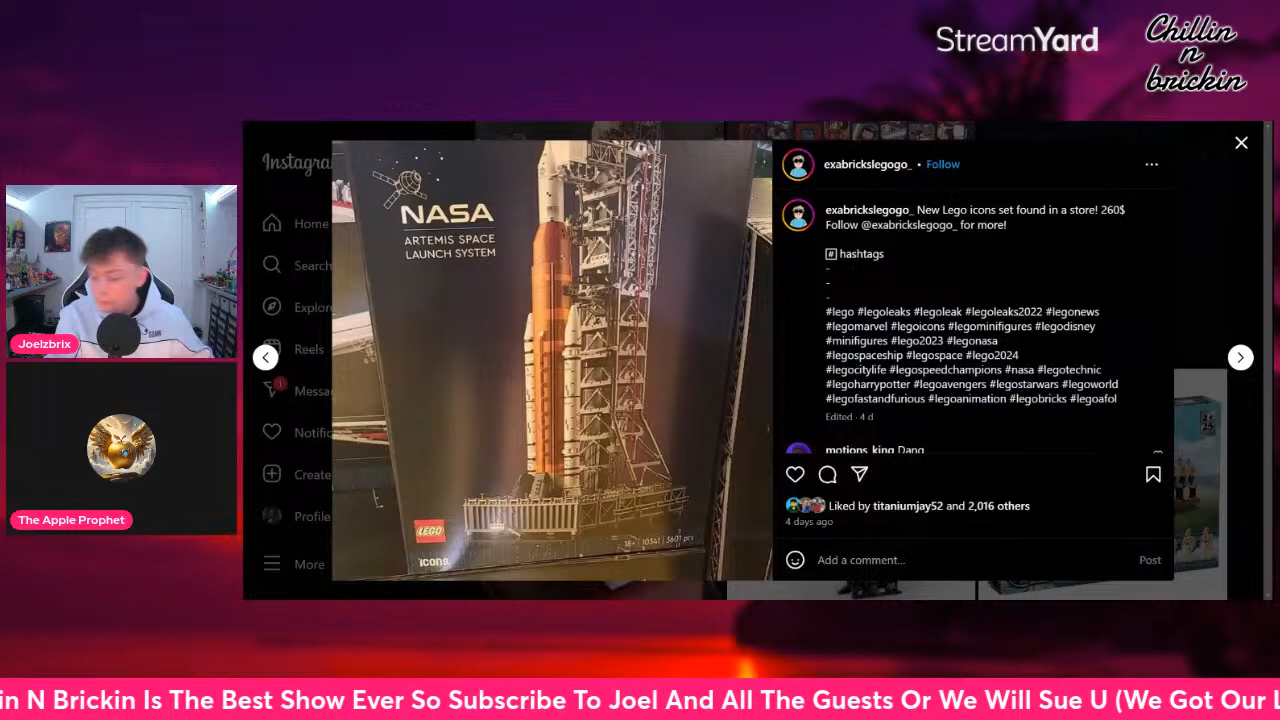 StreamYard
Chillin
n
brickin
Instagra
Home
Search
Explore
Reels
1
Messa
Notific
Create
Profile
More
NASA
ARTEMIS SPACE
LAUNCH SYSTEM
LEGO
ICONS
18+ 10341 3601 pcs
exabrickslegogo_ • Follow
exabrickslegogo_ New Lego icons set found in a store! 260$
Follow @exabrickslegogo_ for more!
#️⃣ hashtags
-
-
-
#lego #legoleaks #legoleak #legoleaks2022 #legonews
#legomarvel #legoicons #legominifigures #legodisney
#minifigures #lego2023 #legonasa
#legospaceship #legospace #lego2024
#legocitylife #legospeedchampions #nasa #legotechnic
#legoharrypotter #legoavengers #legostarwars #legoworld
#legofastandfurious #legoanimation #legobricks #legoafol
Edited · 4 d
motions_king Dang
Liked by titaniumjay52 and 2,016 others
4 days ago
Add a comment...
Post
Joelzbrix
The Apple Prophet
in N Brickin Is The Best Show Ever So Subscribe To Joel And All The Guests Or We Will Sue U (We Got Our L